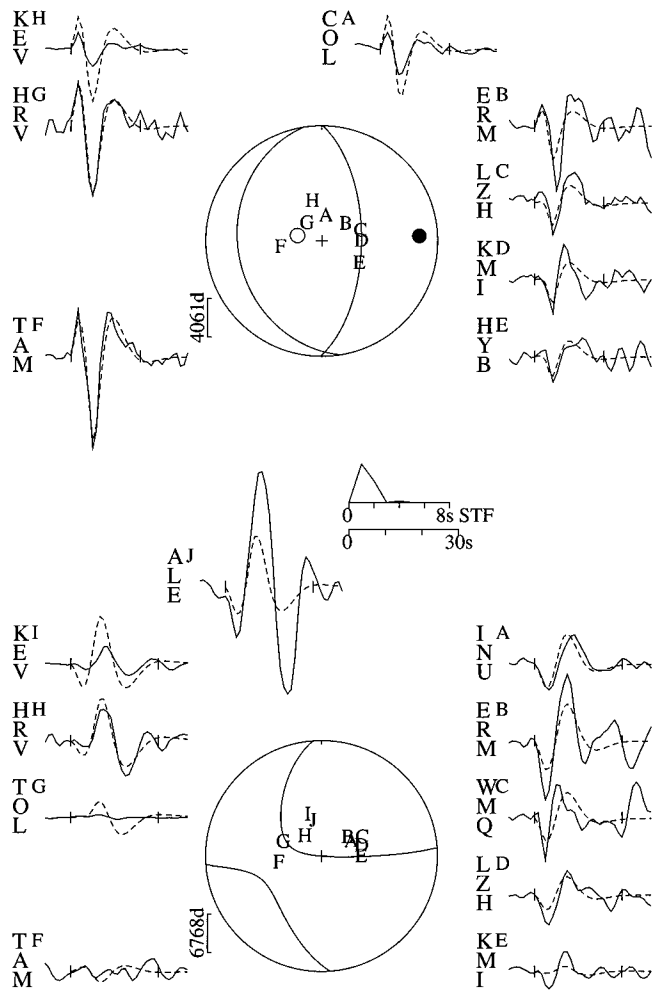 KEV H
COL A
HRV G
ERM B
LZH C
KMI D
HYB E
TAM F
H
A
G
B
C
D
F
E
4061d
0 8s STF
0 30s
ALE J
KEV I
INU A
HRV H
ERM B
TOL G
WMQ C
LZH D
TAM F
KMI E
I
J
H
B
A
C
G
D
E
F
6768d